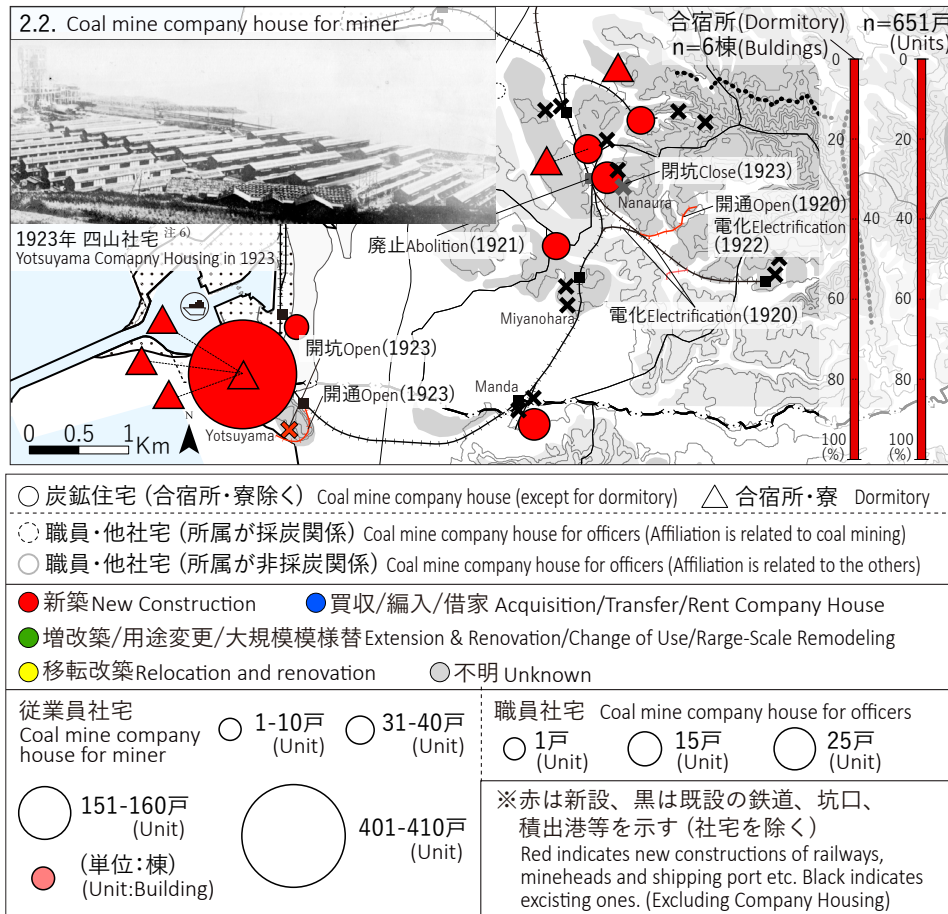 2.2. Coal mine company house for miner
合宿所(Dormitory)
n=6棟(Buldings)
n=651戸
(Units)
0
20
40
60
80
100
(%)
0
20
40
60
80
100
(%)
1923年 四山社宅 注6)
Yotsuyama Comapny Housing in 1923
閉坑Close(1923)
Nanaura
開通Open(1920)
電化Electrification
(1922)
廃止Abolition(1921)
Miyanohara
電化Electrification(1920)
開坑Open(1923)
開通Open(1923)
Manda
Yotsuyama
N
0 0.5 1
Km
炭鉱住宅 (合宿所・寮除く) Coal mine company house (except for dormitory)
合宿所・寮 Dormitory
職員・他社宅 (所属が採炭関係) Coal mine company house for officers (Affiliation is related to coal mining)
職員・他社宅 (所属が非採炭関係) Coal mine company house for officers (Affiliation is related to the others)
新築New Construction
買収/編入/借家 Acquisition/Transfer/Rent Company House
増改築/用途変更/大規模模様替Extension & Renovation/Change of Use/Rarge-Scale Remodeling
移転改築Relocation and renovation
不明 Unknown
従業員社宅
Coal mine company
house for miner
1-10戸
(Unit)
31-40戸
(Unit)
151-160戸
(Unit)
401-410戸
(Unit)
(単位:棟)
(Unit:Building)
職員社宅 Coal mine company house for officers
1戸
(Unit)
15戸
(Unit)
25戸
(Unit)
※赤は新設、黒は既設の鉄道、坑口、
積出港等を示す (社宅を除く)
Red indicates new constructions of railways,
mineheads and shipping port etc. Black indicates
excisting ones. (Excluding Company Housing)